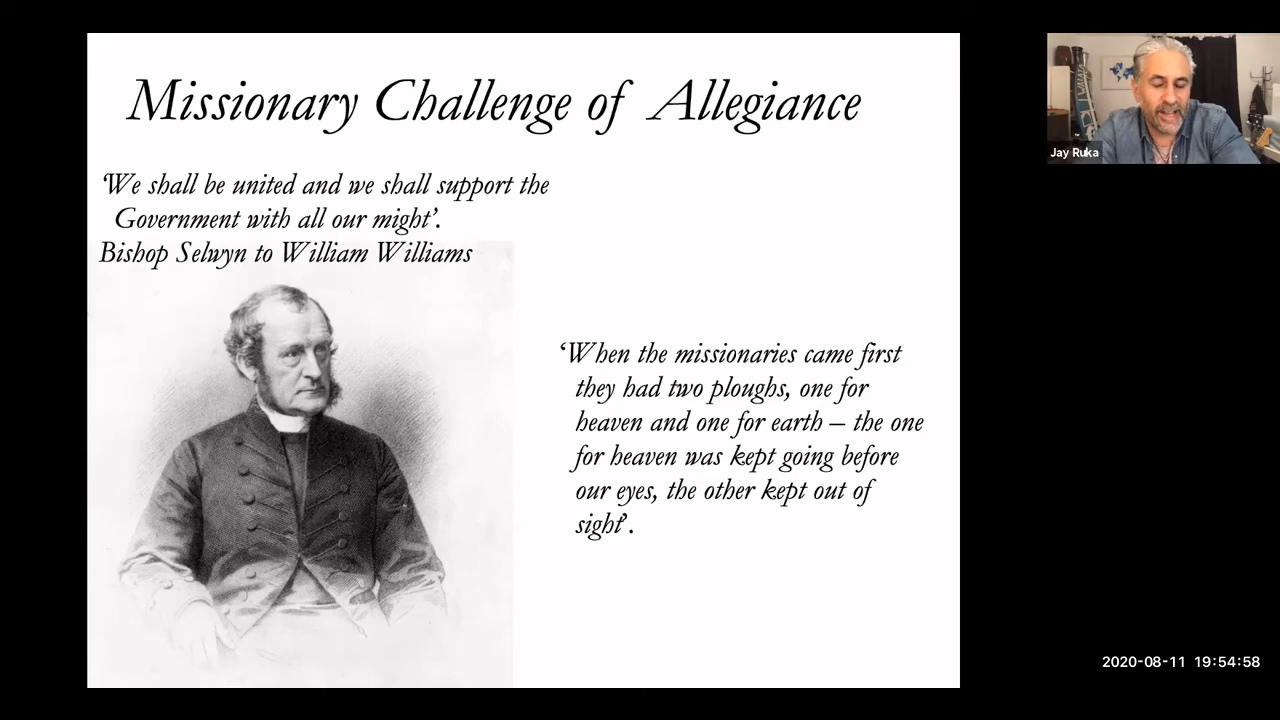 Missionary Challenge of Allegiance
'We shall be united and we shall support the
Government with all our might'.
Bishop Selwyn to William Williams
'When the missionaries came first
they had two ploughs, one for
heaven and one for earth – the one
for heaven was kept going before
our eyes, the other kept out of
sight'.
Jay Ruka
2020-08-11 19:54:58